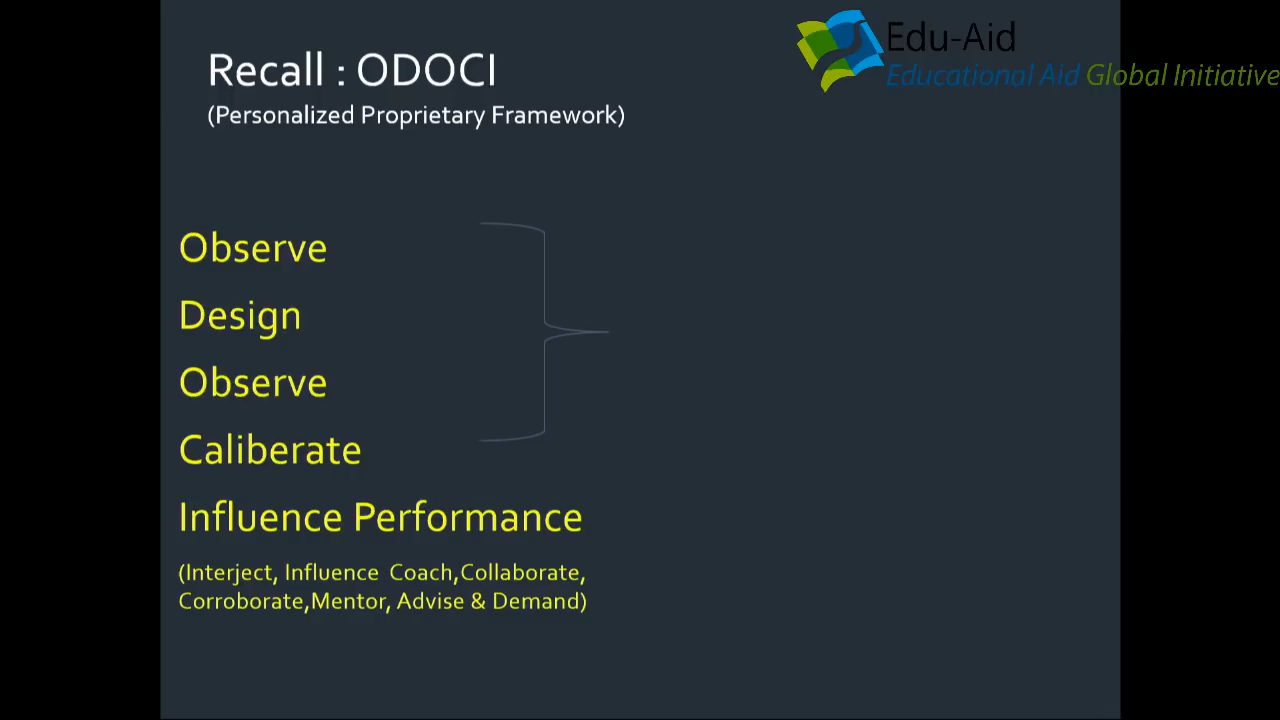 Recall : ODOCI
(Personalized Proprietary Framework)
Edu-Aid
Educational Aid Global Initiative
Observe
Design
Observe
Caliberate
Influence Performance
(Interject, Influence Coach,Collaborate,
Corroborate,Mentor, Advise & Demand)